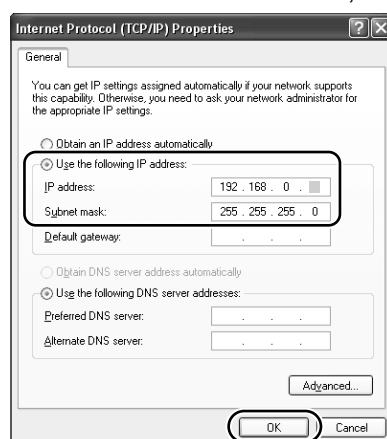 Internet Protocol (TCP/IP) Properties
General
You can get IP settings assigned automatically if your network supports
this capability. Otherwise, you need to ask your network administrator for
the appropriate IP settings.
Obtain an IP address automatically
Use the following IP address:
IP address: 192 . 168 . 0 .
Subnet mask: 255 . 255 . 255 . 0
Default gateway: . . .
Obtain DNS server address automatically
Use the following DNS server addresses:
Preferred DNS server: . . .
Alternate DNS server: . . .
Advanced...
OK Cancel